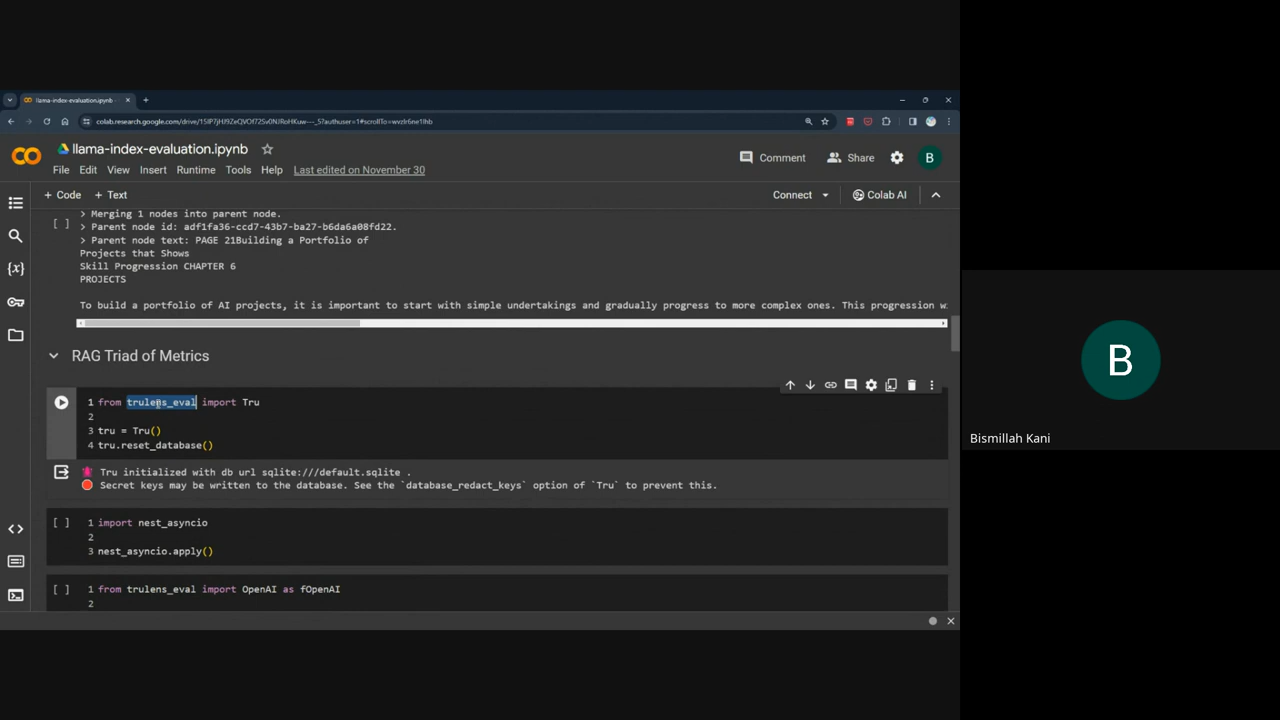 llama-index-evaluation.ipynb
colab.research.google.com/drive/
llama-index-evaluation.ipynb
B
File Edit View Insert Runtime Tools Help Last edited on November 30
Comment Share B
+ Code + Text
Connect Colab AI
> Merging 1 nodes into parent node.
[ ] > Parent node id: adf1fa36-ccd7-43b7-ba27-b6da6a08fd22.
> Parent node text: PAGE 21Building a Portfolio of
Projects that Shows
Skill Progression CHAPTER 6
PROJECTS
To build a portfolio of AI projects, it is important to start with simple undertakings and gradually progress to more complex ones. This progression w
RAG Triad of Metrics
1 from trulens_eval import Tru
2
3 tru = Tru()
4 tru.reset_database()
Tru initialized with db url sqlite:///default.sqlite .
Secret keys may be written to the database. See the `database_redact_keys` option of `Tru` to prevent this.
[ ] 1 import nest_asyncio
2
3 nest_asyncio.apply()
[ ] 1 from trulens_eval import OpenAI as fOpenAI
2
B
Bismillah Kani